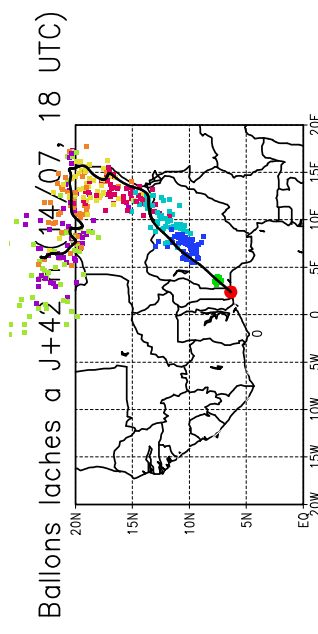 Ballons laches a J+42 (14/07, 18 UTC)
20N
15N
10N
5N
EQ
20W
15W
10W
5W
0
5E
10E
15E
20E
0